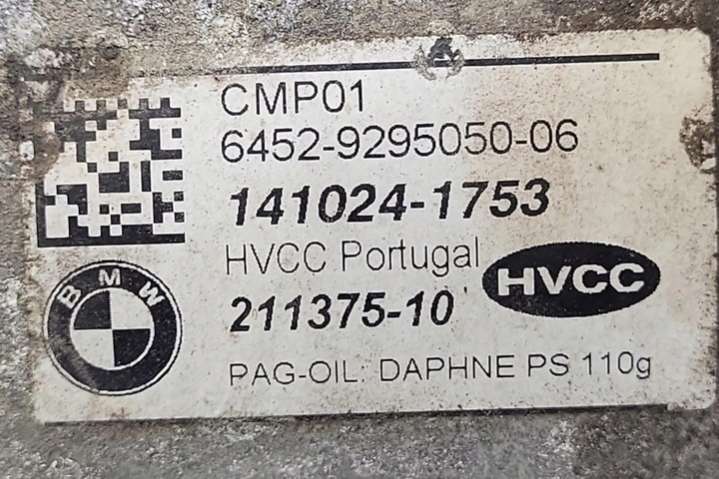 CMP01
6452-9295050-06
141024-1753
HVCC Portugal
HVCC
211375-10
BMW
PAG-OIL: DAPHNE PS 110g